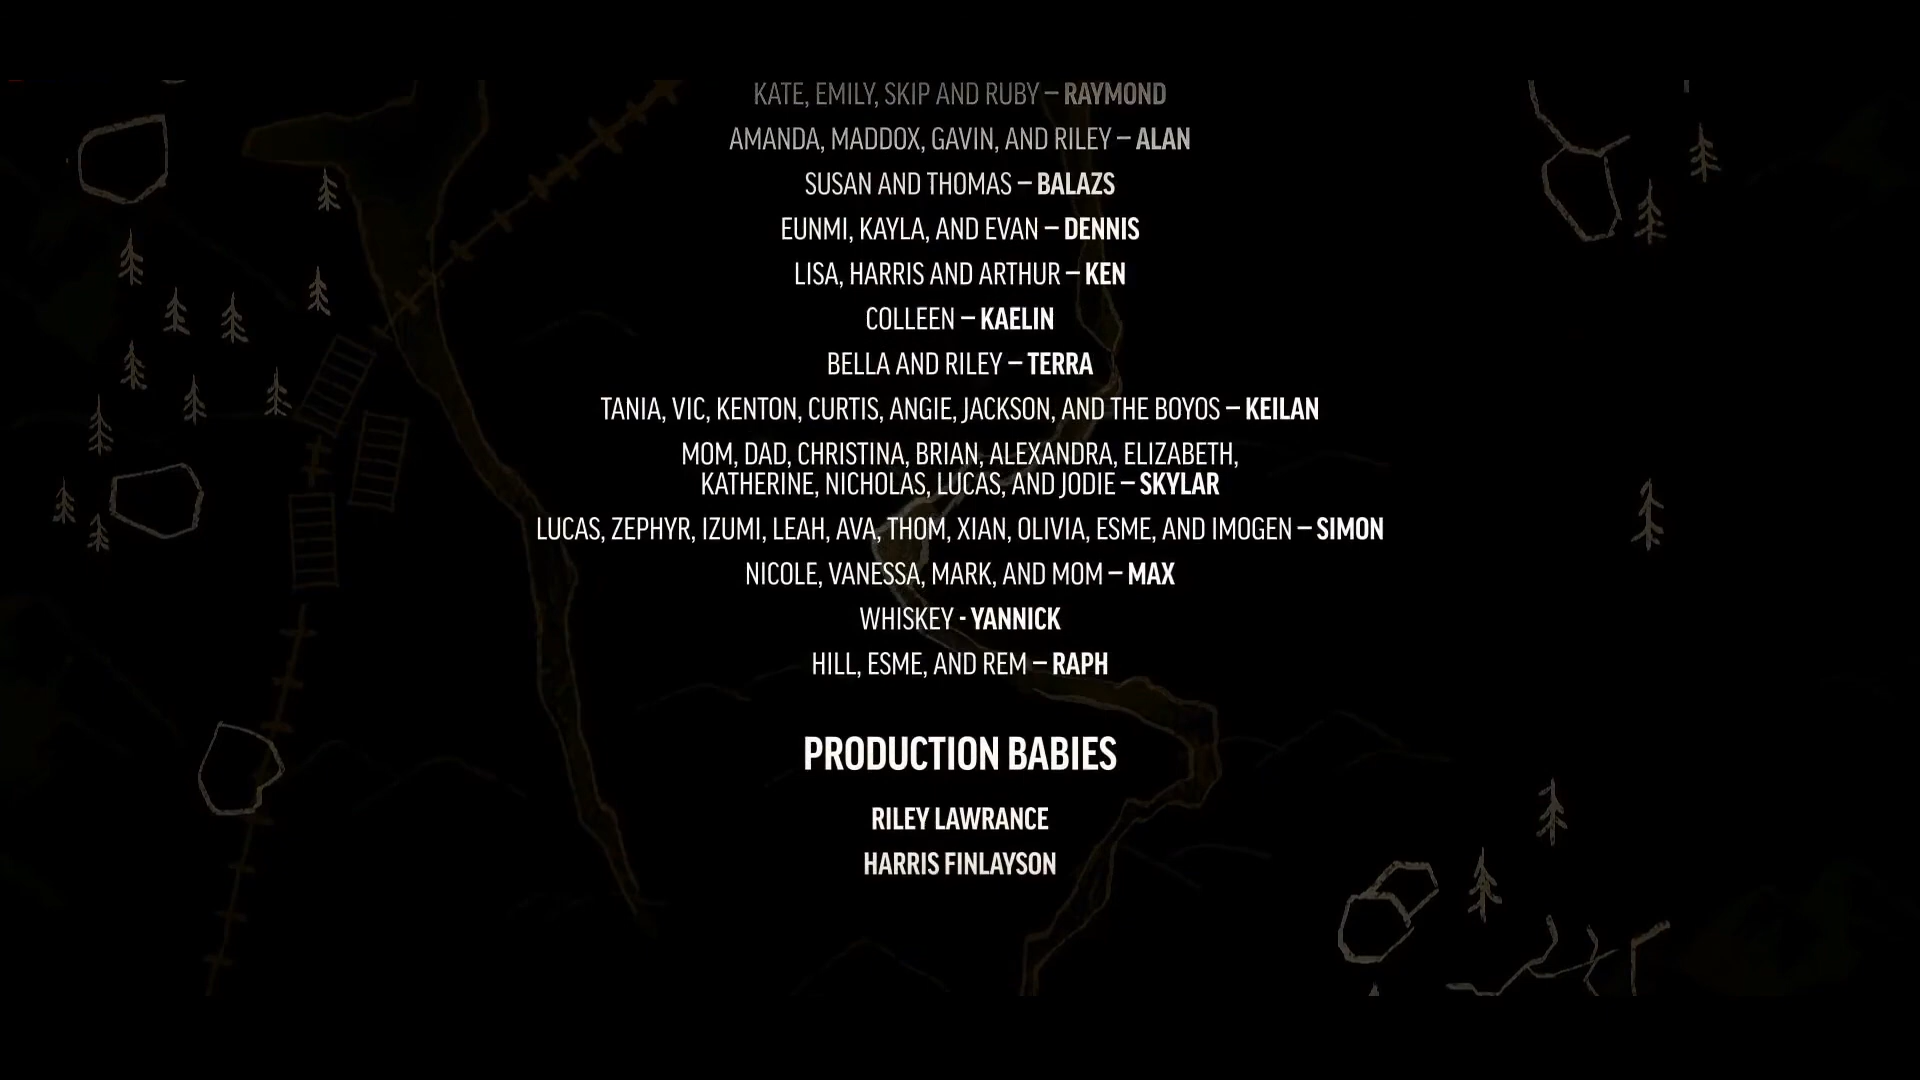 KATE, EMILY, SKIP AND RUBY – RAYMOND
AMANDA, MADDOX, GAVIN, AND RILEY – ALAN
SUSAN AND THOMAS – BALAZS
EUNMI, KAYLA, AND EVAN – DENNIS
LISA, HARRIS AND ARTHUR – KEN
COLLEEN – KAELIN
BELLA AND RILEY – TERRA
TANIA, VIC, KENTON, CURTIS, ANGIE, JACKSON, AND THE BOYOS – KEILAN
MOM, DAD, CHRISTINA, BRIAN, ALEXANDRA, ELIZABETH,
KATHERINE, NICHOLAS, LUCAS, AND JODIE – SKYLAR
LUCAS, ZEPHYR, IZUMI, LEAH, AVA, THOM, XIAN, OLIVIA, ESME, AND IMOGEN – SIMON
NICOLE, VANESSA, MARK, AND MOM – MAX
WHISKEY - YANNICK
HILL, ESME, AND REM – RAPH
PRODUCTION BABIES
RILEY LAWRANCE
HARRIS FINLAYSON